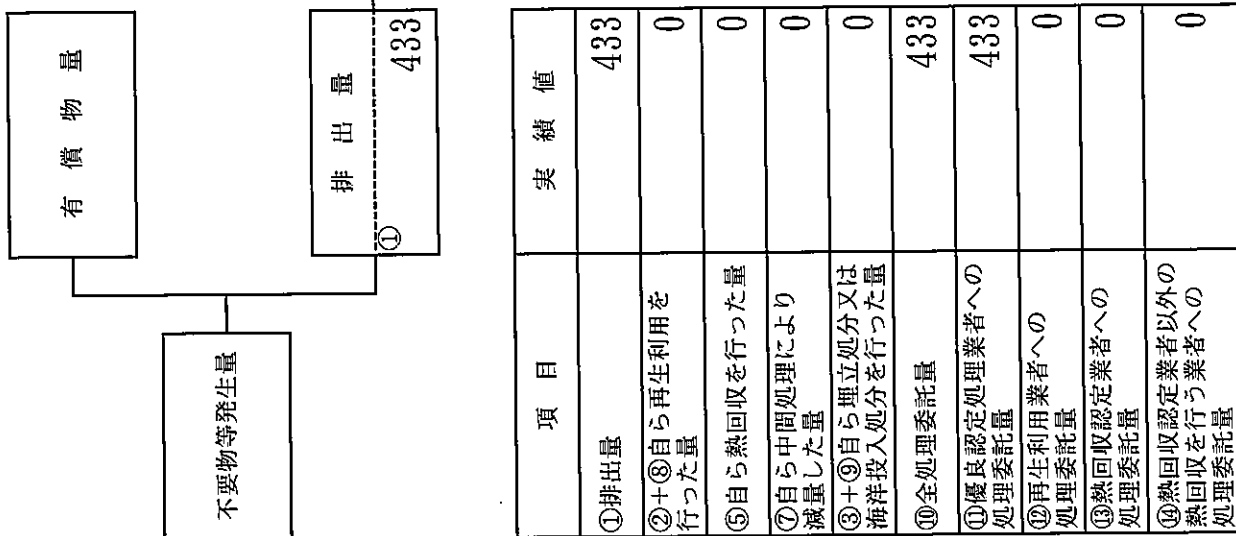 有償物量
不要物等発生量
排出量
① 433
項目 実績値
①排出量 433
②+⑧自ら再生利用を
行った量 0
⑤自ら熱回収を行った量 0
⑦自ら中間処理により
減量した量 0
③+⑨自ら埋立処分又は
海洋投入処分を行った量 0
⑩全処理委託量 433
⑪優良認定処理業者への
処理委託量 433
⑫再生利用業者への
処理委託量 0
⑬熱回収認定業者への
処理委託量 0
⑭熱回収認定業者以外の
熱回収を行う業者への
処理委託量 0